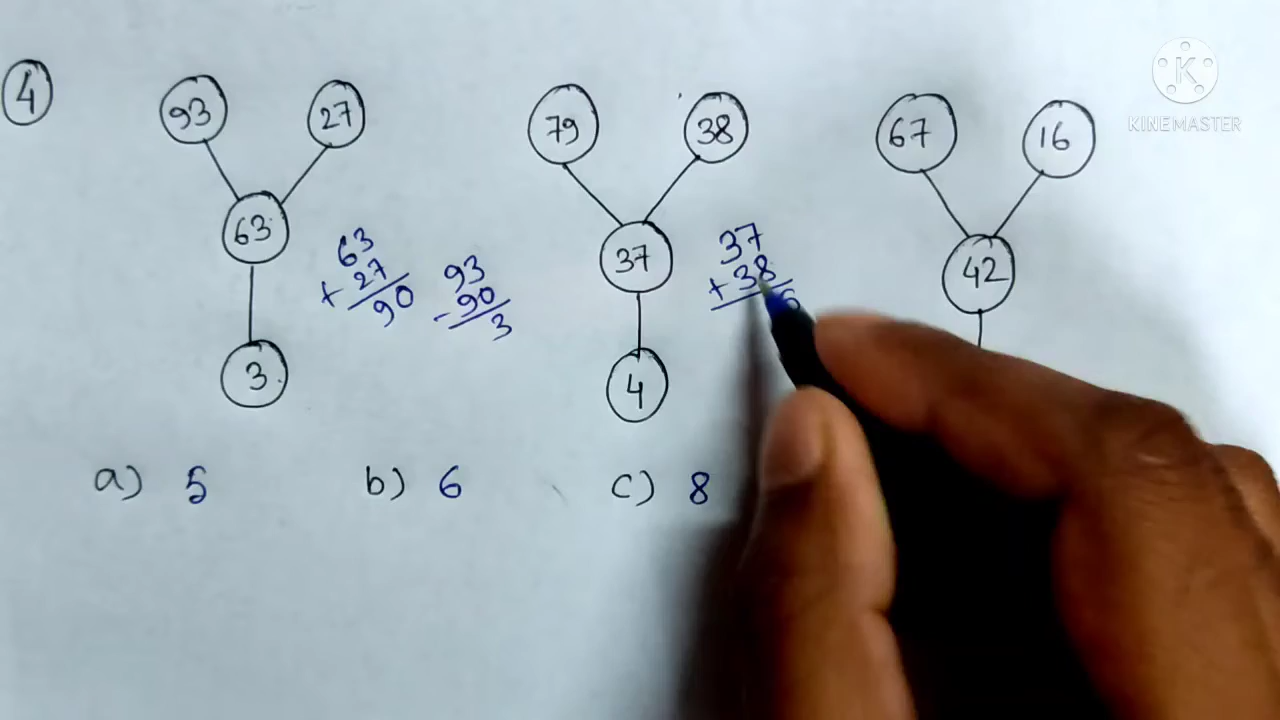 4
93 27 79 38 67 16
K
KINEMASTER
63 37 42
63
+ 27
90
93
- 90
3
37
+ 38
3 4
a) 5 b) 6 c) 8